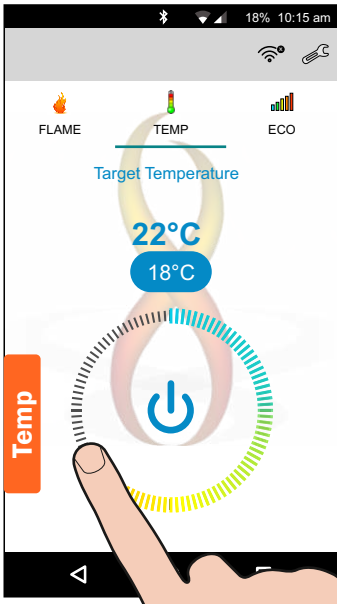 18% 10:15 am
FLAME TEMP ECO
Target Temperature
22°C
18°C
Temp